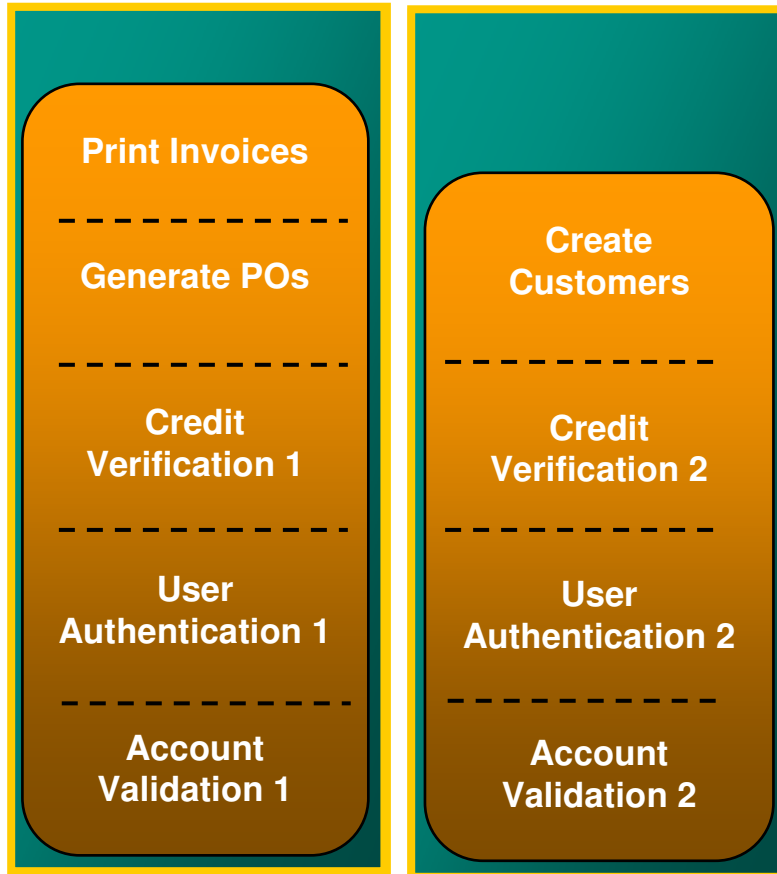 Print Invoices
Generate POs
Credit
Verification 1
User
Authentication 1
Account
Validation 1
Create
Customers
Credit
Verification 2
User
Authentication 2
Account
Validation 2